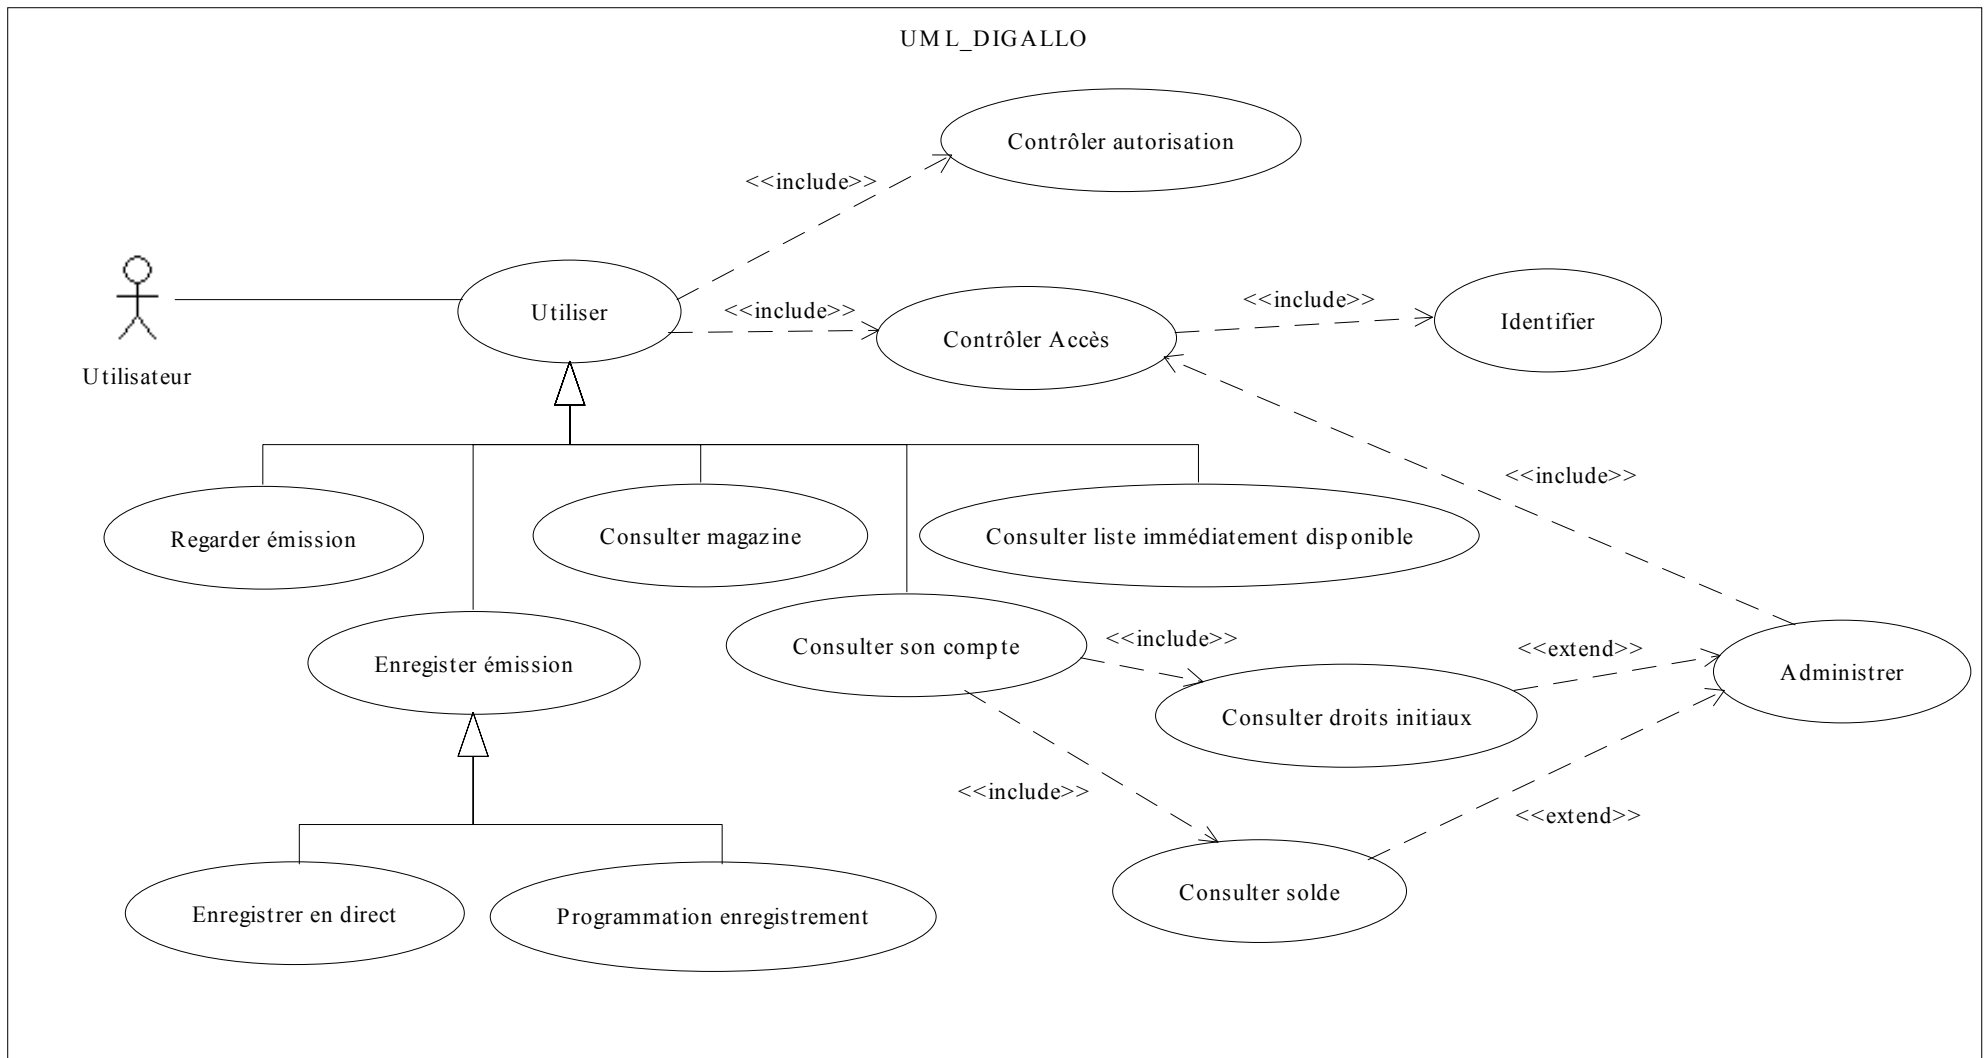 UML_DIGALLO
Contrôler autorisation
<<include>>
Utilisateur
Utiliser
<<include>>
Contrôler Accès
<<include>>
Identifier
<<include>>
Regarder émission
Consulter magazine
Consulter liste immédiatement disponible
Enregister émission
Consulter son compte
<<include>>
Consulter droits initiaux
<<extend>>
Administrer
<<include>>
<<extend>>
Consulter solde
Enregistrer en direct
Programmation enregistrement